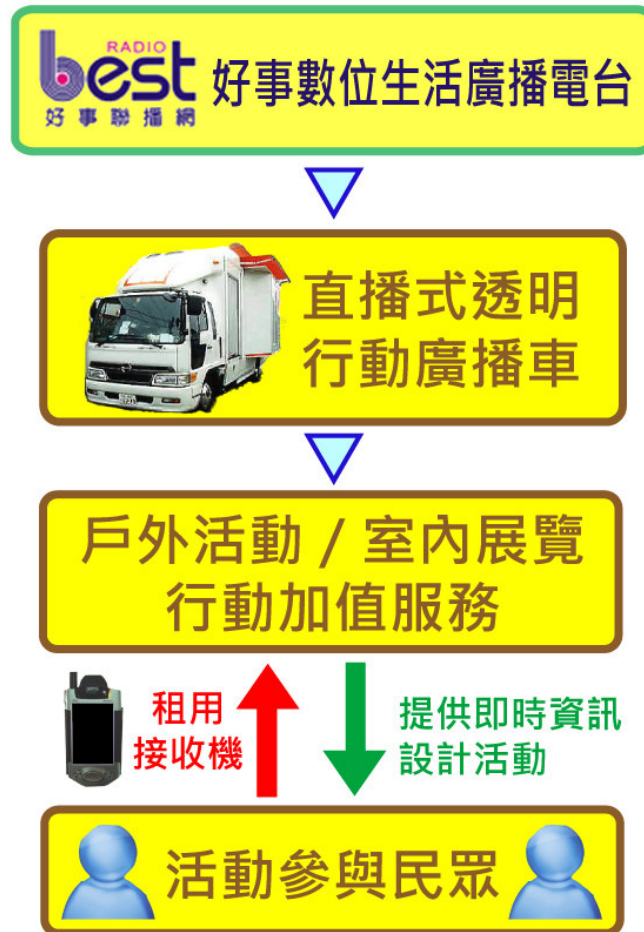 RADIO
best
好事聯播網
好事數位生活廣播電台
直播式透明
行動廣播車
戶外活動 / 室內展覽
行動加值服務
租用
接收機
提供即時資訊
設計活動
活動參與民眾